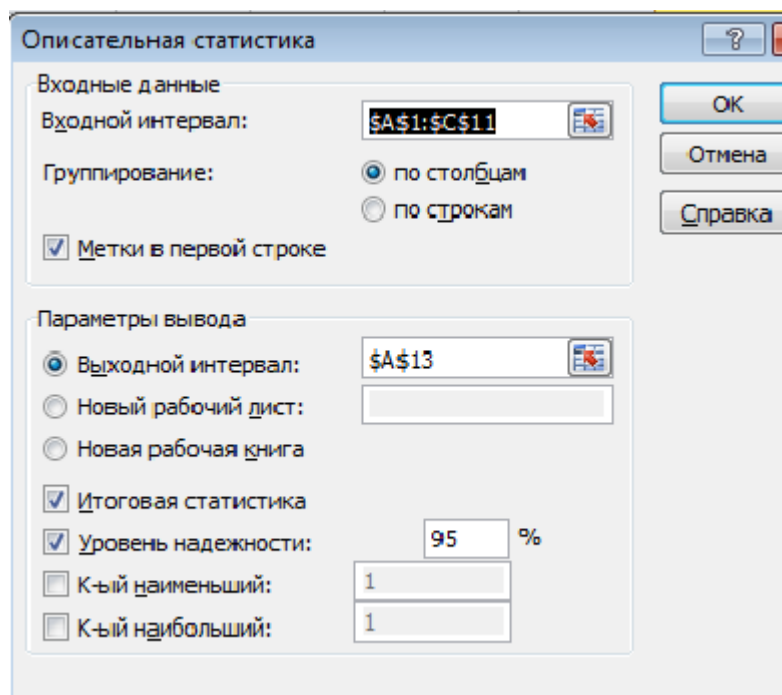 Описательная статистика
Входные данные
Входной интервал: $A$1:$C$11
Группирование: по столбцам
по строкам
Метки в первой строке
Параметры вывода
Выходной интервал: $A$13
Новый рабочий лист:
Новая рабочая книга
Итоговая статистика
Уровень надежности: 95 %
К-ый наименьший: 1
К-ый наибольший: 1
?
ОК
Отмена
Справка